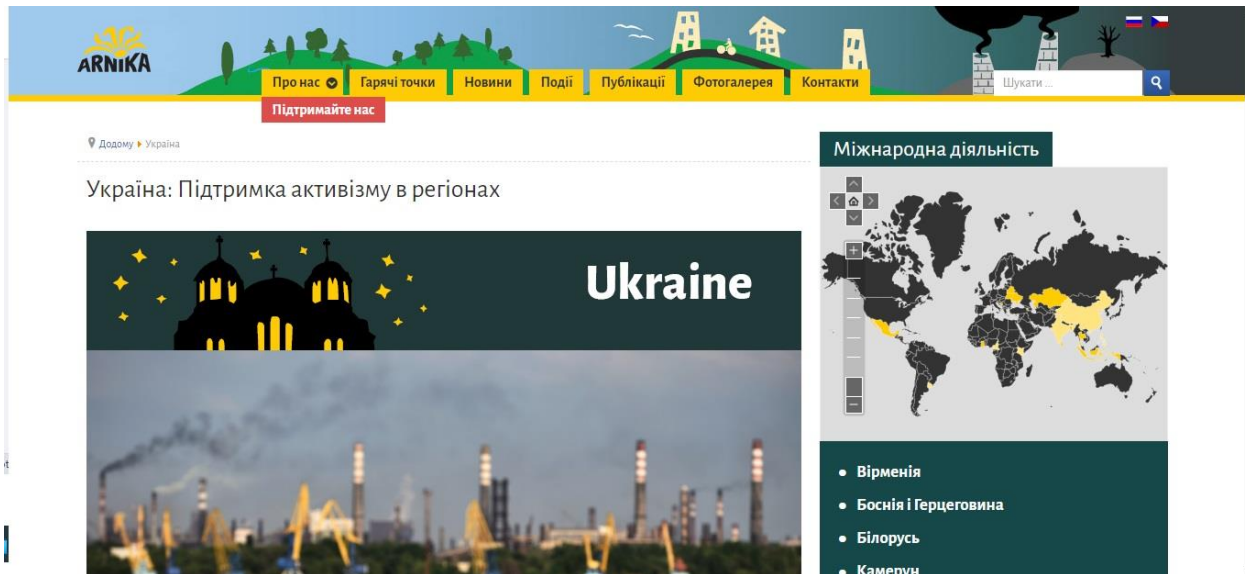 ARNIKA
Про нас
Гарячі точки
Новини
Події
Публікації
Фотогалерея
Контакти
Шукати ...
Підтримайте нас
Додому
Україна
Міжнародна діяльність
Україна: Підтримка активізму в регіонах
Ukraine
Вірменія
Боснія і Герцеговина
Білорусь
Камерун